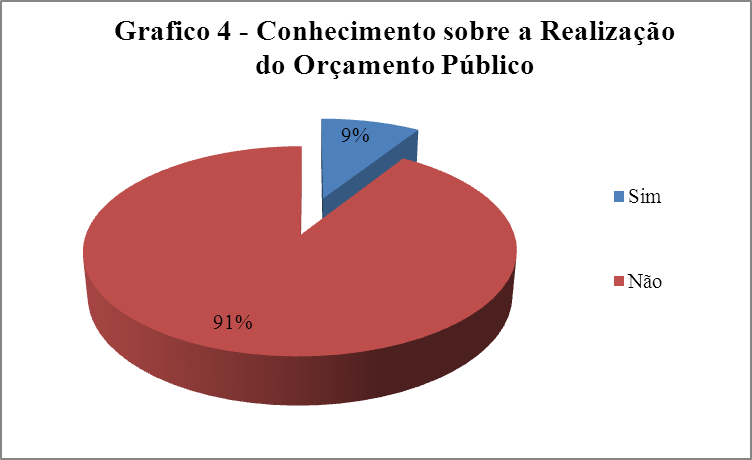 Grafico 4 - Conhecimento sobre a Realização
do Orçamento Público
9%
Sim
Não
91%